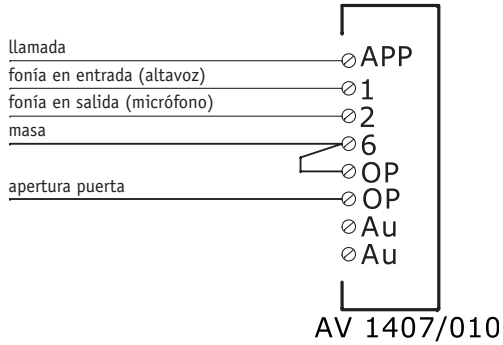 llamada
APP
fonía en entrada (altavoz)
1
fonía en salida (micrófono)
2
masa
6
OP
apertura puerta
OP
Au
Au
AV 1407/010